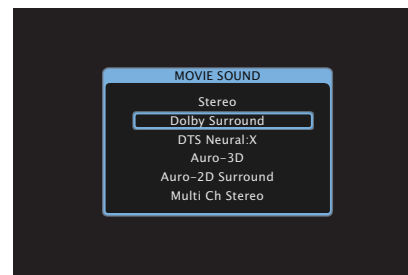 MOVIE SOUND
Stereo
Dolby Surround
DTS Neural:X
Auro-3D
Auro-2D Surround
Multi Ch Stereo